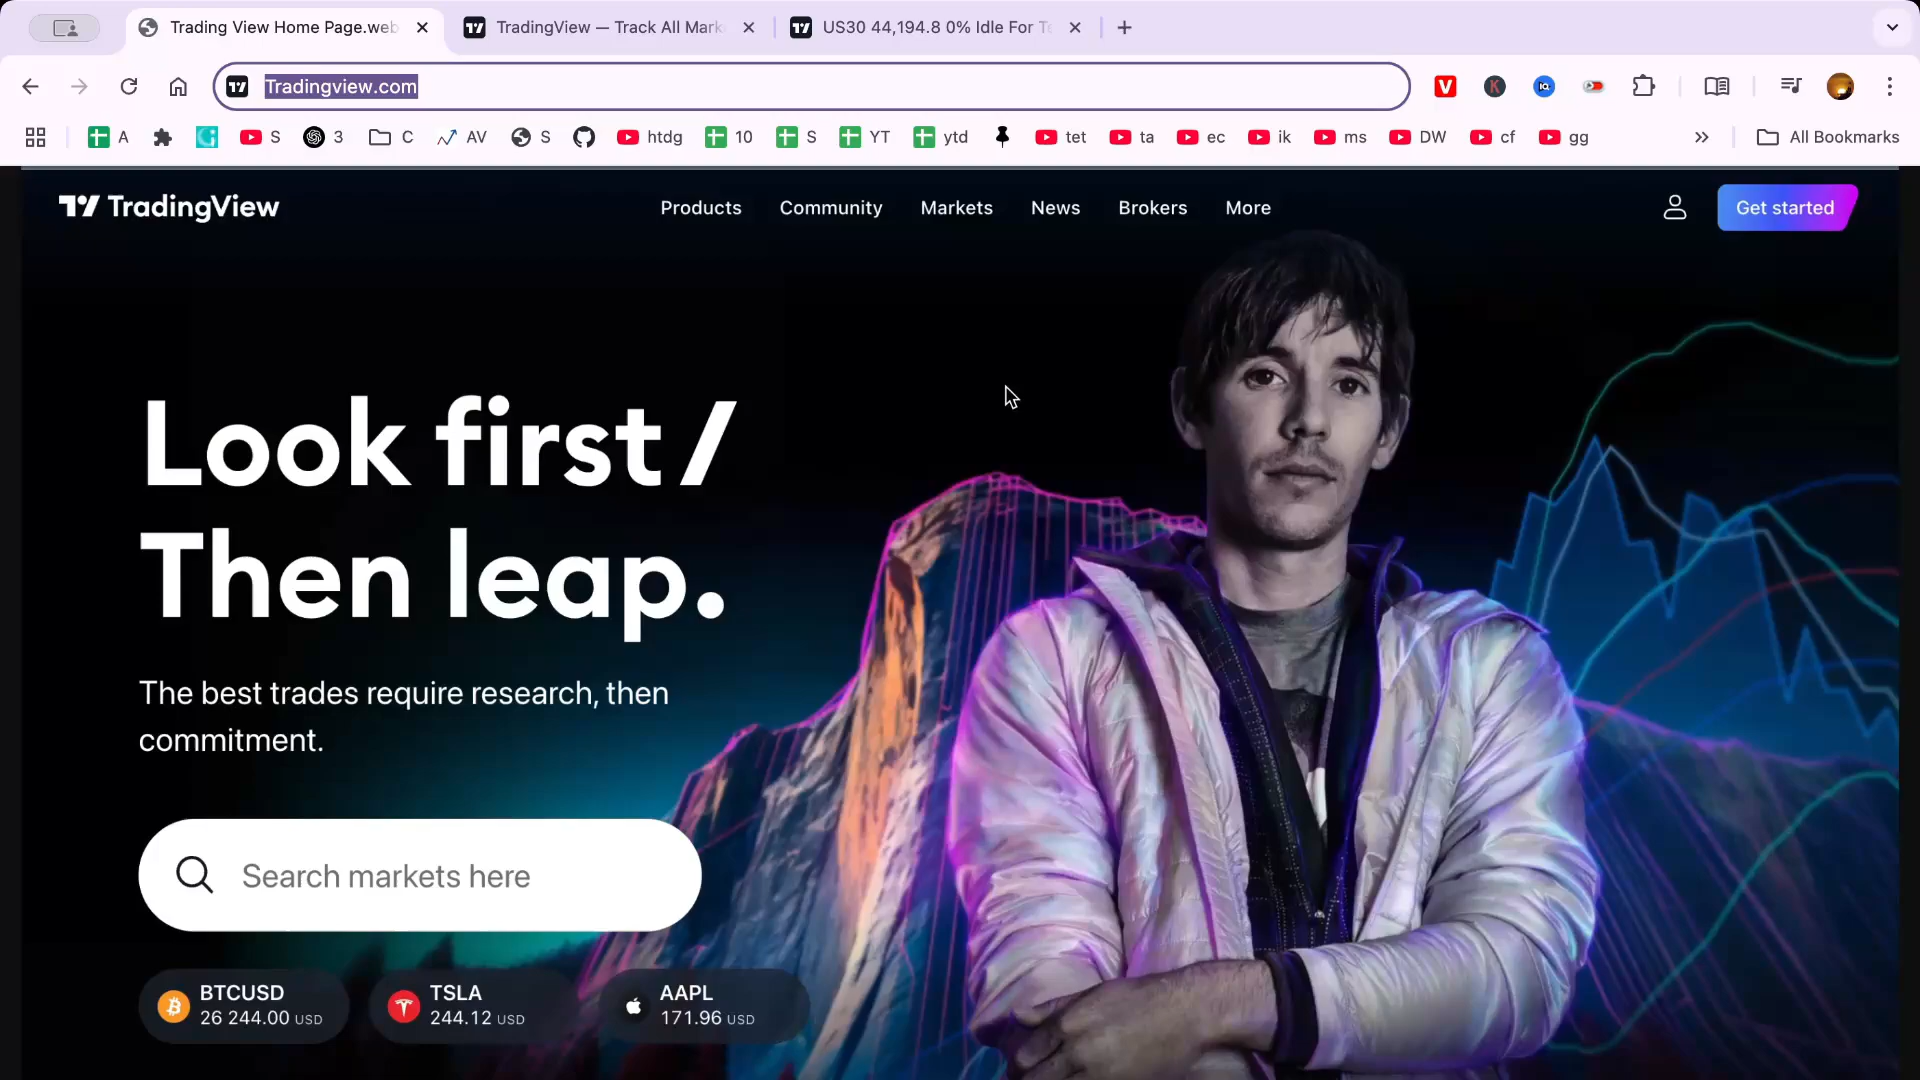 Trading View Home Page.web
TradingView — Track All Mark
US30 44,194.8 0% Idle For Te
Tradingview.com
A
S
3
C
AV
S
htdg
10
S
YT
ytd
tet
ta
ec
ik
ms
DW
cf
gg
All Bookmarks
TradingView
Products
Community
Markets
News
Brokers
More
Get started
Look first /
Then leap.
The best trades require research, then
commitment.
Search markets here
BTCUSD
26 244.00 USD
TSLA
244.12 USD
AAPL
171.96 USD